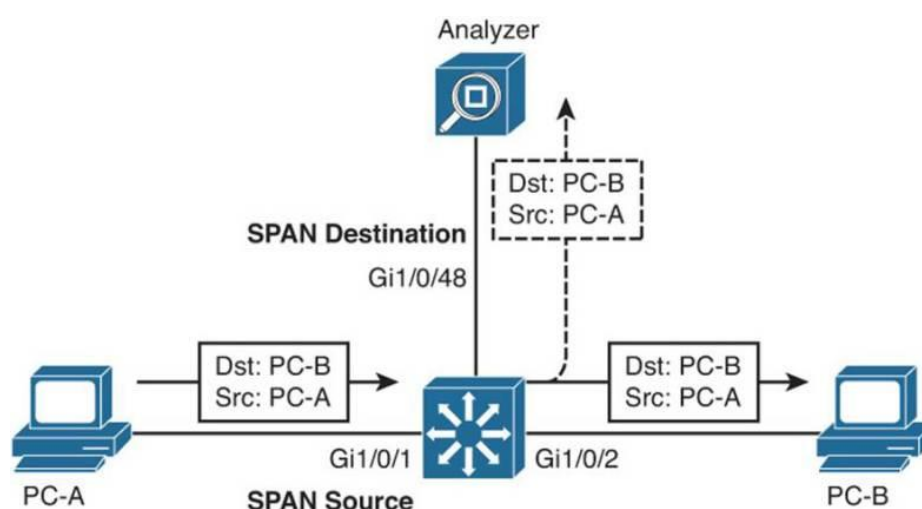 Analyzer
Dst: PC-B
Src: PC-A
SPAN Destination
Gi1/0/48
Dst: PC-B
Src: PC-A
Dst: PC-B
Src: PC-A
Gi1/0/1
Gi1/0/2
PC-A
SPAN Source
PC-B